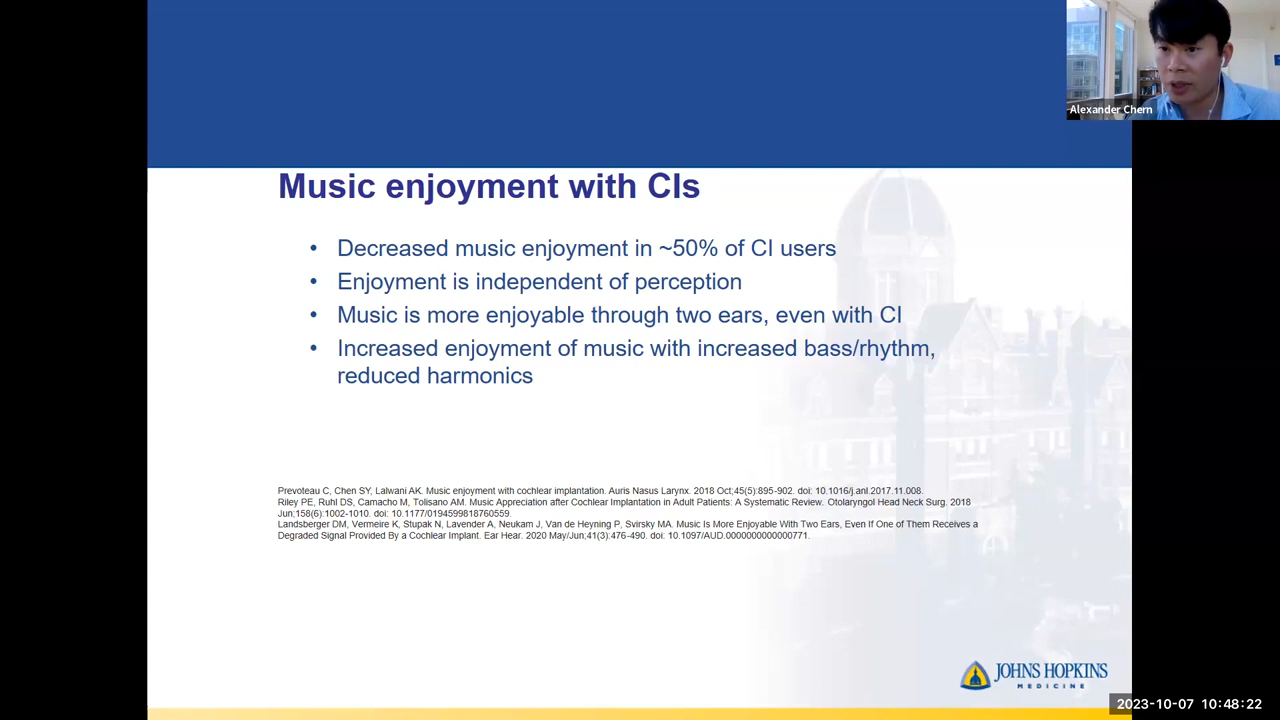 Alexander Chern
Music enjoyment with CIs
• Decreased music enjoyment in ~50% of CI users
• Enjoyment is independent of perception
• Music is more enjoyable through two ears, even with CI
• Increased enjoyment of music with increased bass/rhythm,
reduced harmonics
Prevoteau C, Chen SY, Lalwani AK. Music enjoyment with cochlear implantation. Auris Nasus Larynx. 2018 Oct;45(5):895-902. doi: 10.1016/j.anl.2017.11.008.
Riley PE, Ruhl DS, Camacho M, Tolisano AM. Music Appreciation after Cochlear Implantation in Adult Patients: A Systematic Review. Otolaryngol Head Neck Surg. 2018
Jun;158(6):1002-1010. doi: 10.1177/0194599818760559.
Landsberger DM, Vermeire K, Stupak N, Lavender A, Neukam J, Van de Heyning P, Svirsky MA. Music Is More Enjoyable With Two Ears, Even If One of Them Receives a
Degraded Signal Provided By a Cochlear Implant. Ear Hear. 2020 May/Jun;41(3):476-490. doi: 10.1097/AUD.0000000000000771.
JOHNS HOPKINS
MEDICINE
2023-10-07 10:48:22